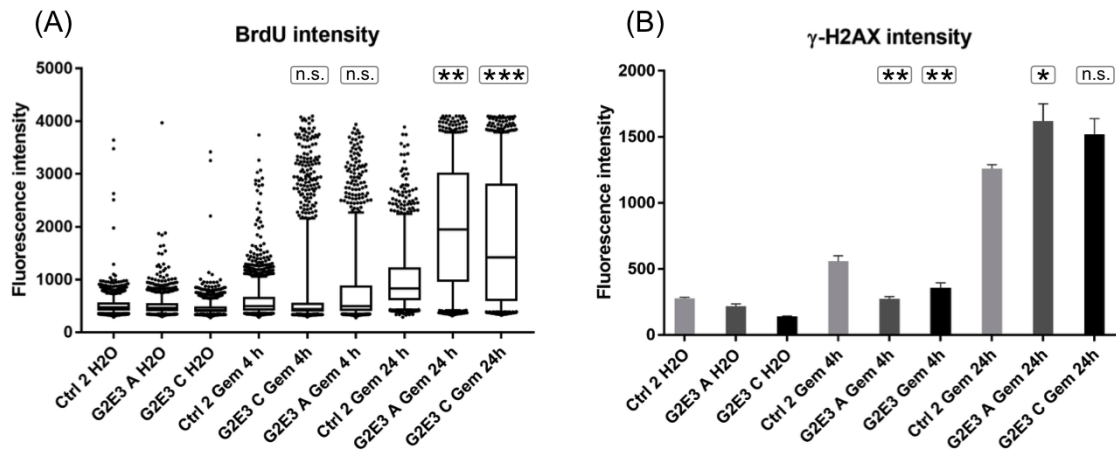 (A)
BrdU intensity
n.s. n.s. ** ***
Fluorescence intensity
5000
4000
3000
2000
1000
0
Ctrl 2 H2O
G2E3 A H2O
G2E3 C H2O
Ctrl 2 Gem 4 h
G2E3 C Gem 4h
G2E3 A Gem 4 h
Ctrl 2 Gem 24 h
G2E3 A Gem 24 h
G2E3 C Gem 24h
(B)
γ-H2AX intensity
** ** * n.s.
Fluorescence intensity
2000
1500
1000
500
0
Ctrl 2 H2O
G2E3 A H2O
G2E3 C H2O
Ctrl 2 Gem 4h
G2E3 A Gem 4h
G2E3 Gem 4h
Ctrl 2 Gem 24h
G2E3 A Gem 24h
G2E3 C Gem 24h